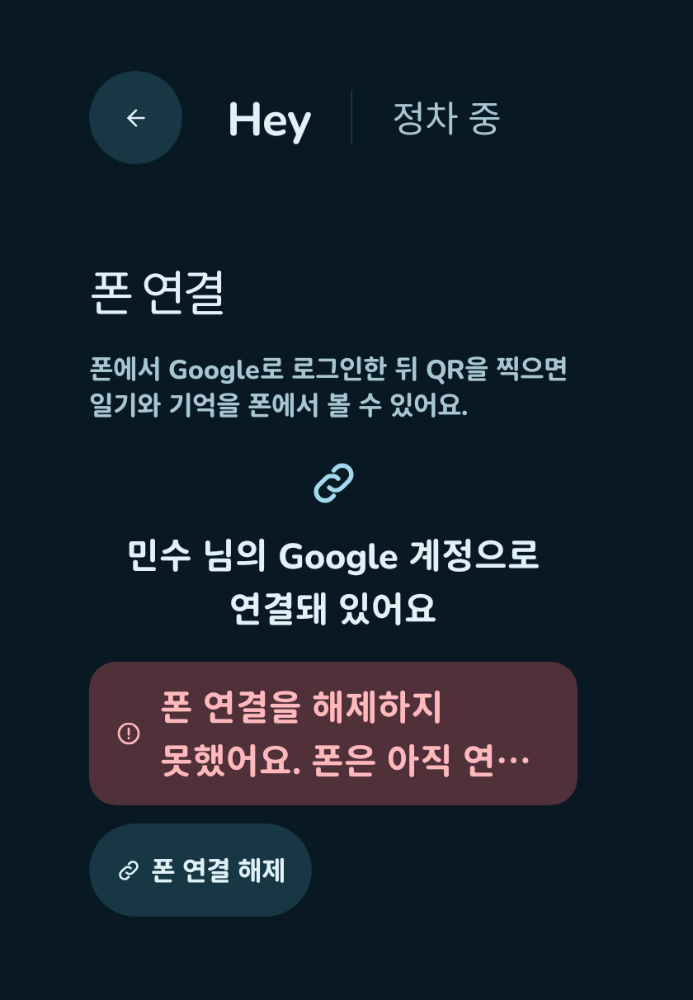 Hey
정차 중
폰 연결
폰에서 Google로 로그인한 뒤 QR을 찍으면
일기와 기억을 폰에서 볼 수 있어요.
민수 님의 Google 계정으로
연결돼 있어요
폰 연결을 해제하지
못했어요. 폰은 아직 연…
폰 연결 해제